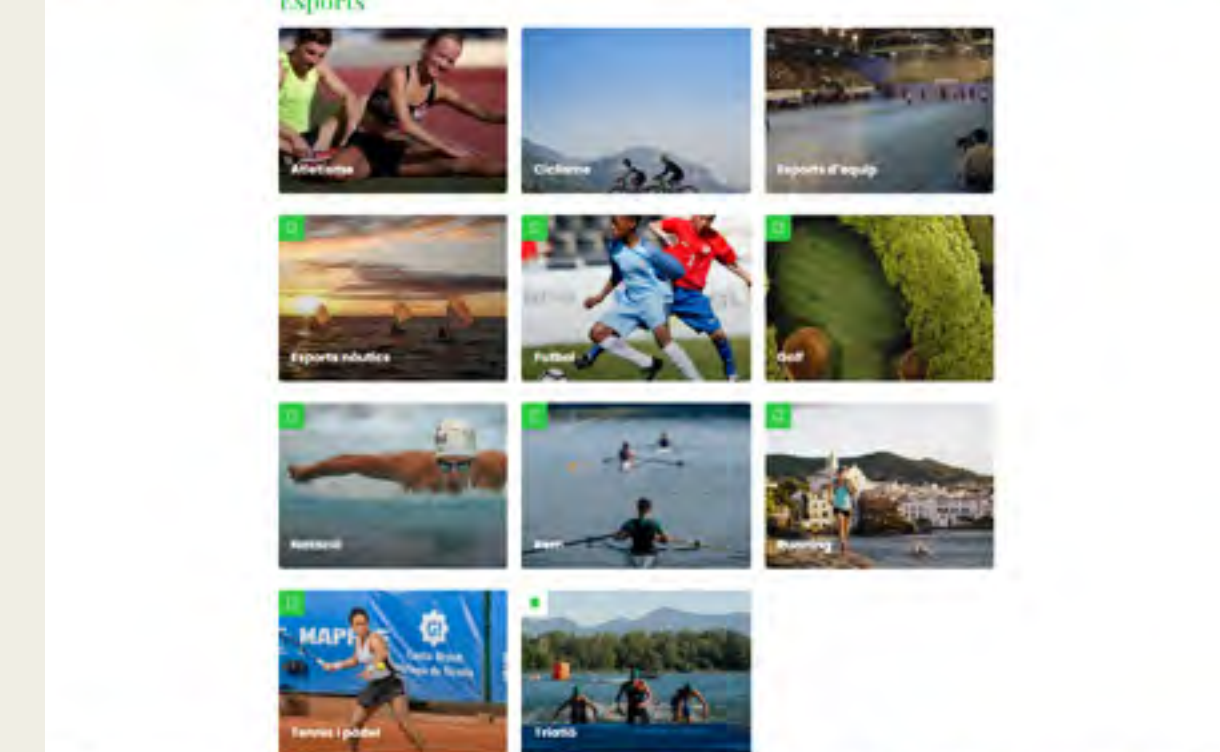 Esports
Atletisme
Ciclisme
Esports d'equip
Esports nàutics
Futbol
Golf
Natació
Rem
Running
MAPFRE
Tennis i pàdel
Triatló